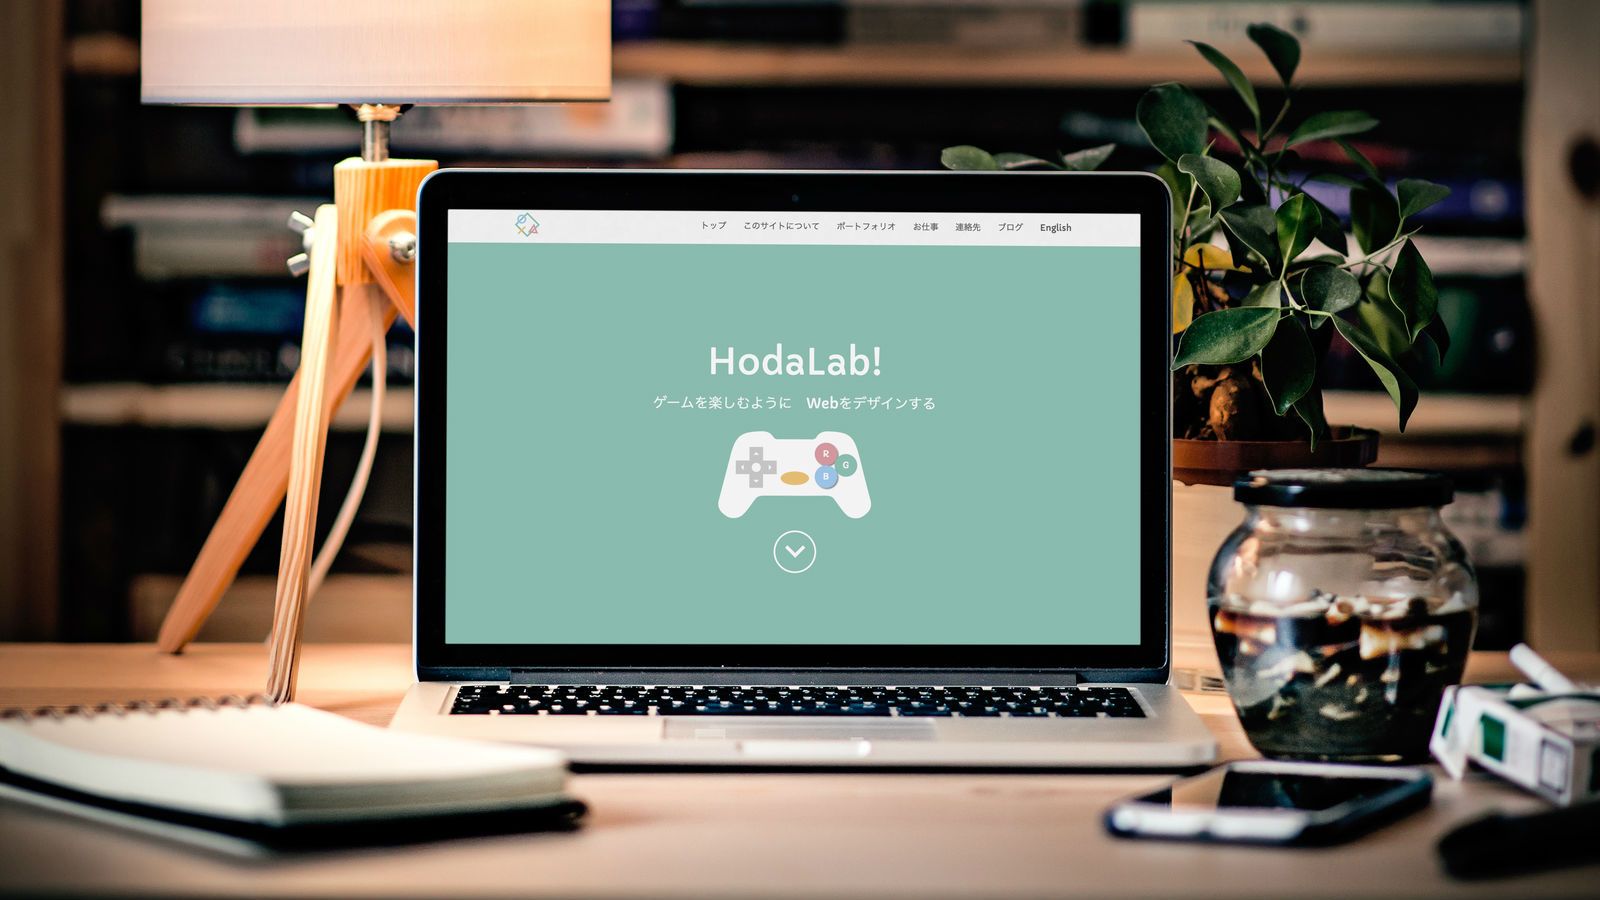 トップ このサイトについて ポートフォリオ お仕事 連絡先 ブログ English
HodaLab!
ゲームを楽しむように　Webをデザインする
R
G
B